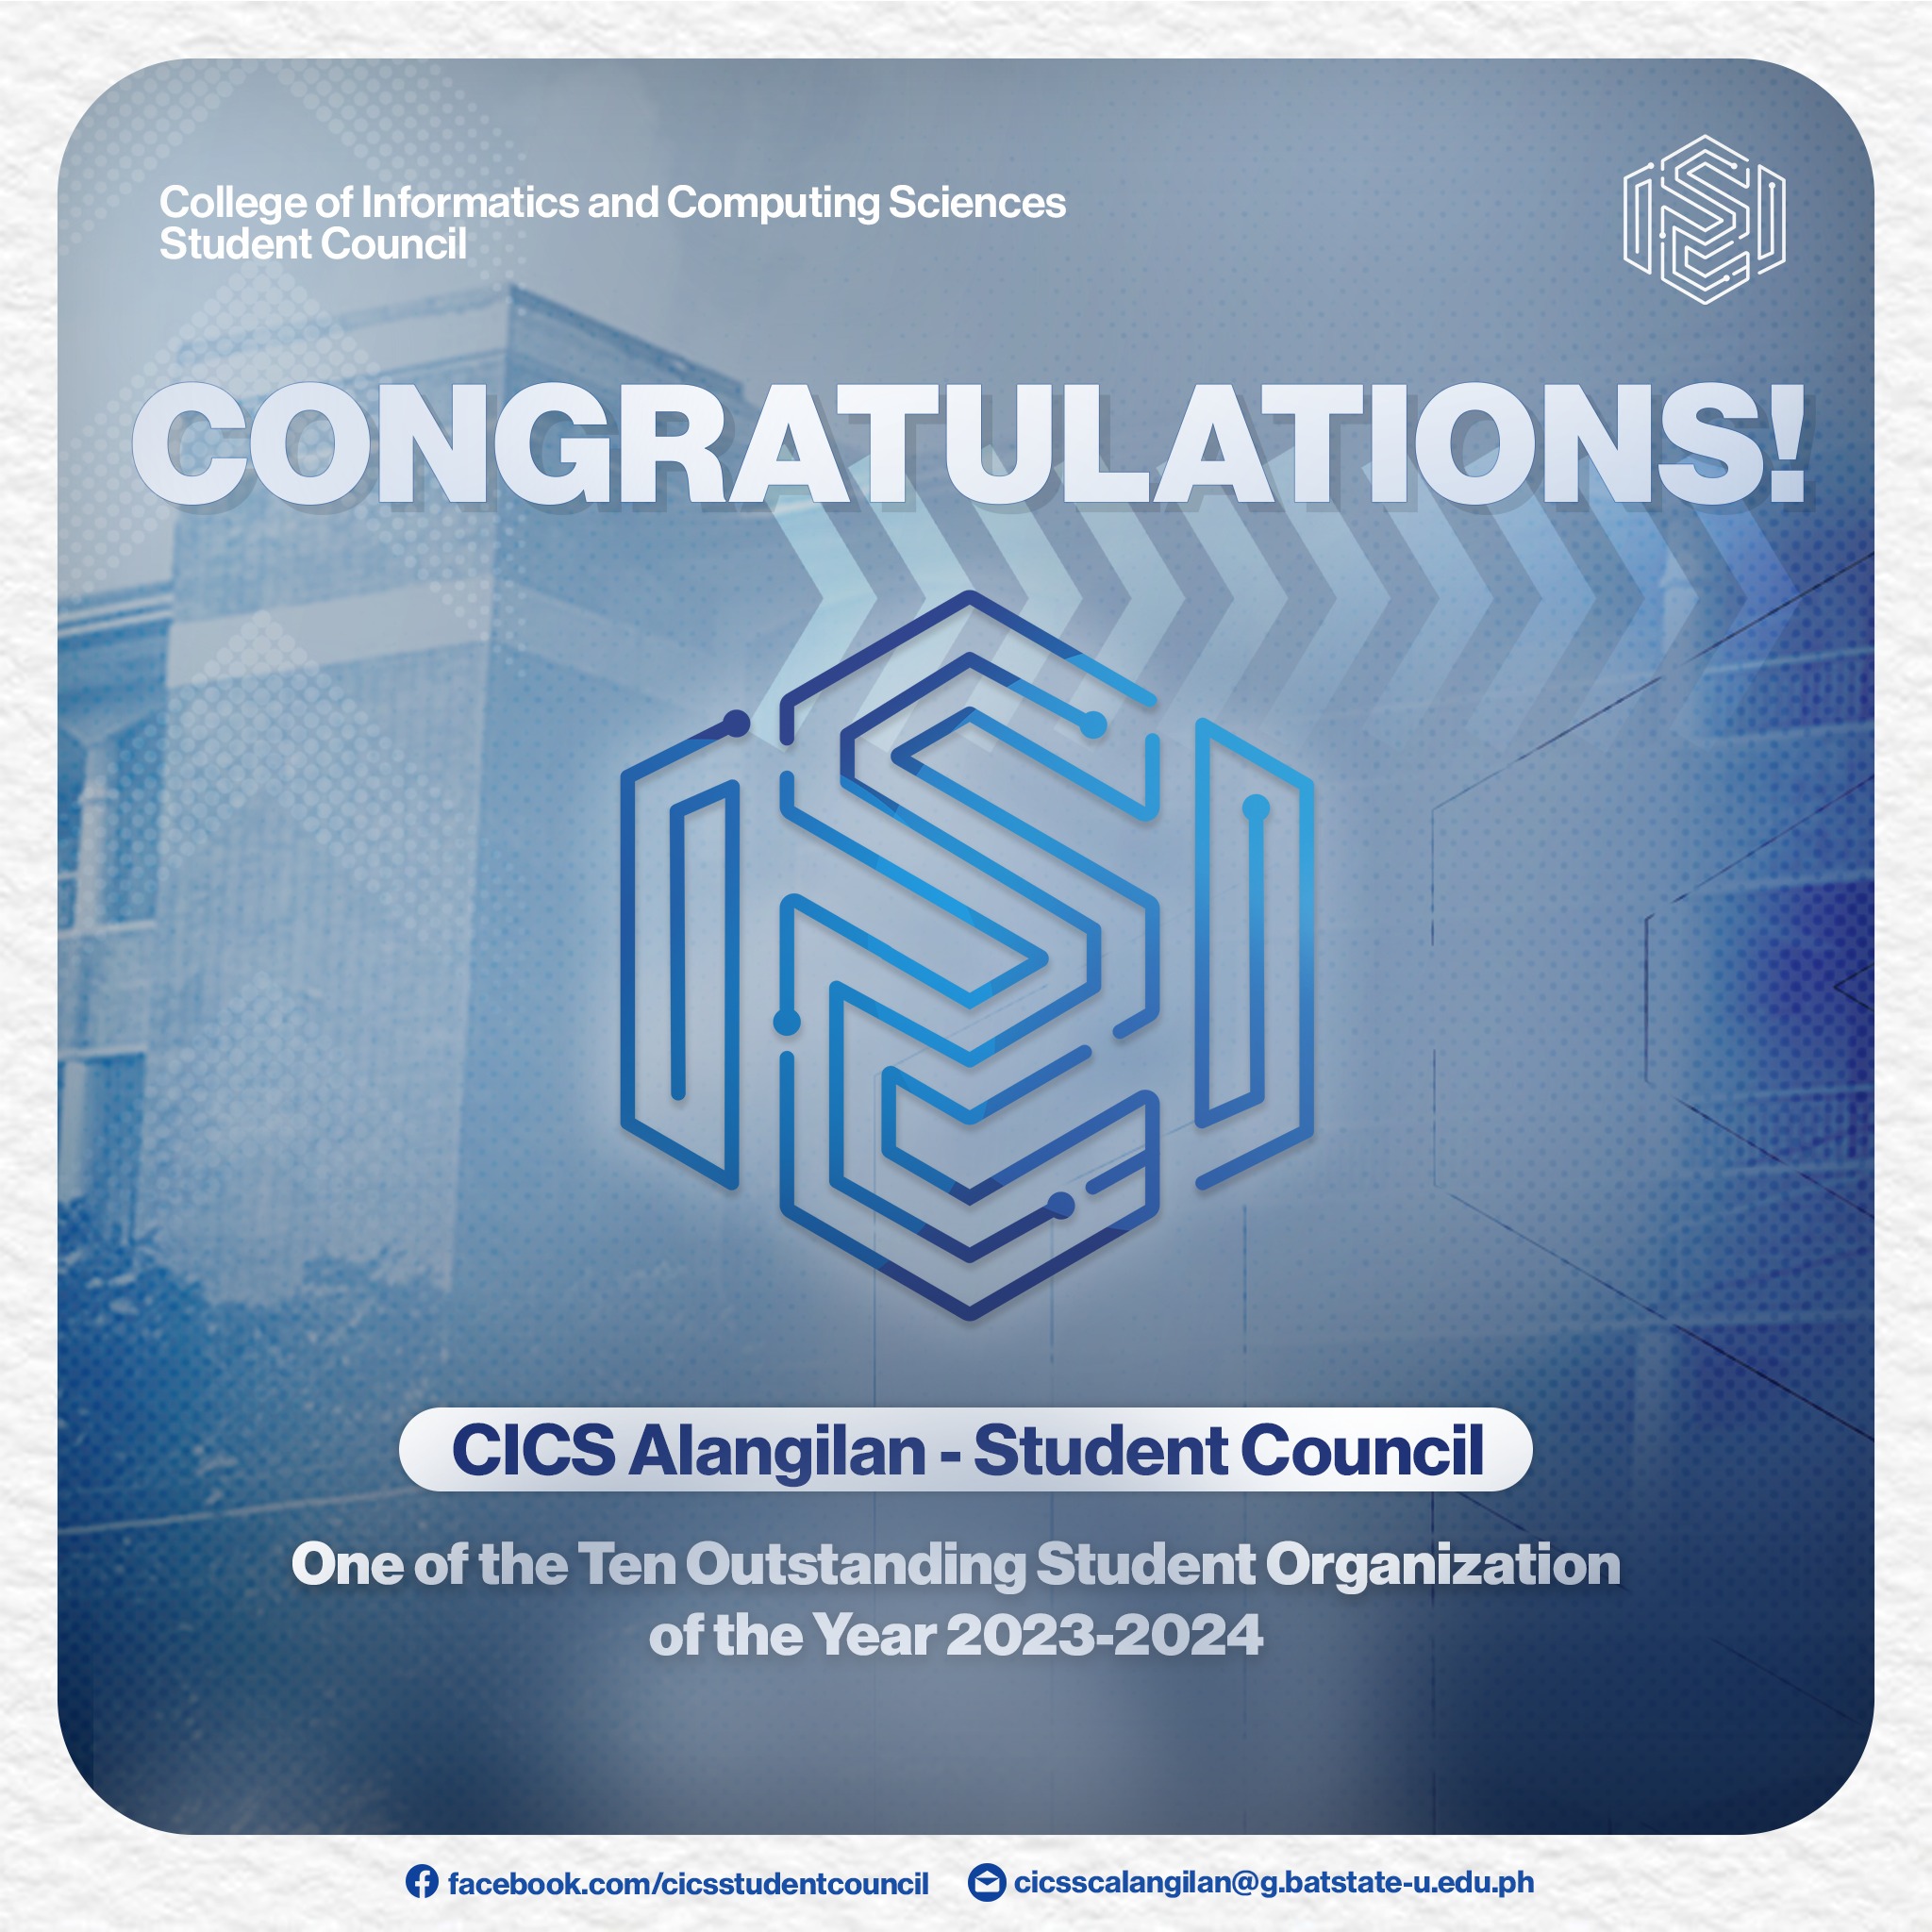 College of Informatics and Computing Sciences
Student Council
CONGRATULATIONS!
CICS Alangilan - Student Council
One of the Ten Outstanding Student Organization
of the Year 2023-2024
facebook.com/cicsstudentcouncil
cicsscalangilan@g.batstate-u.edu.ph